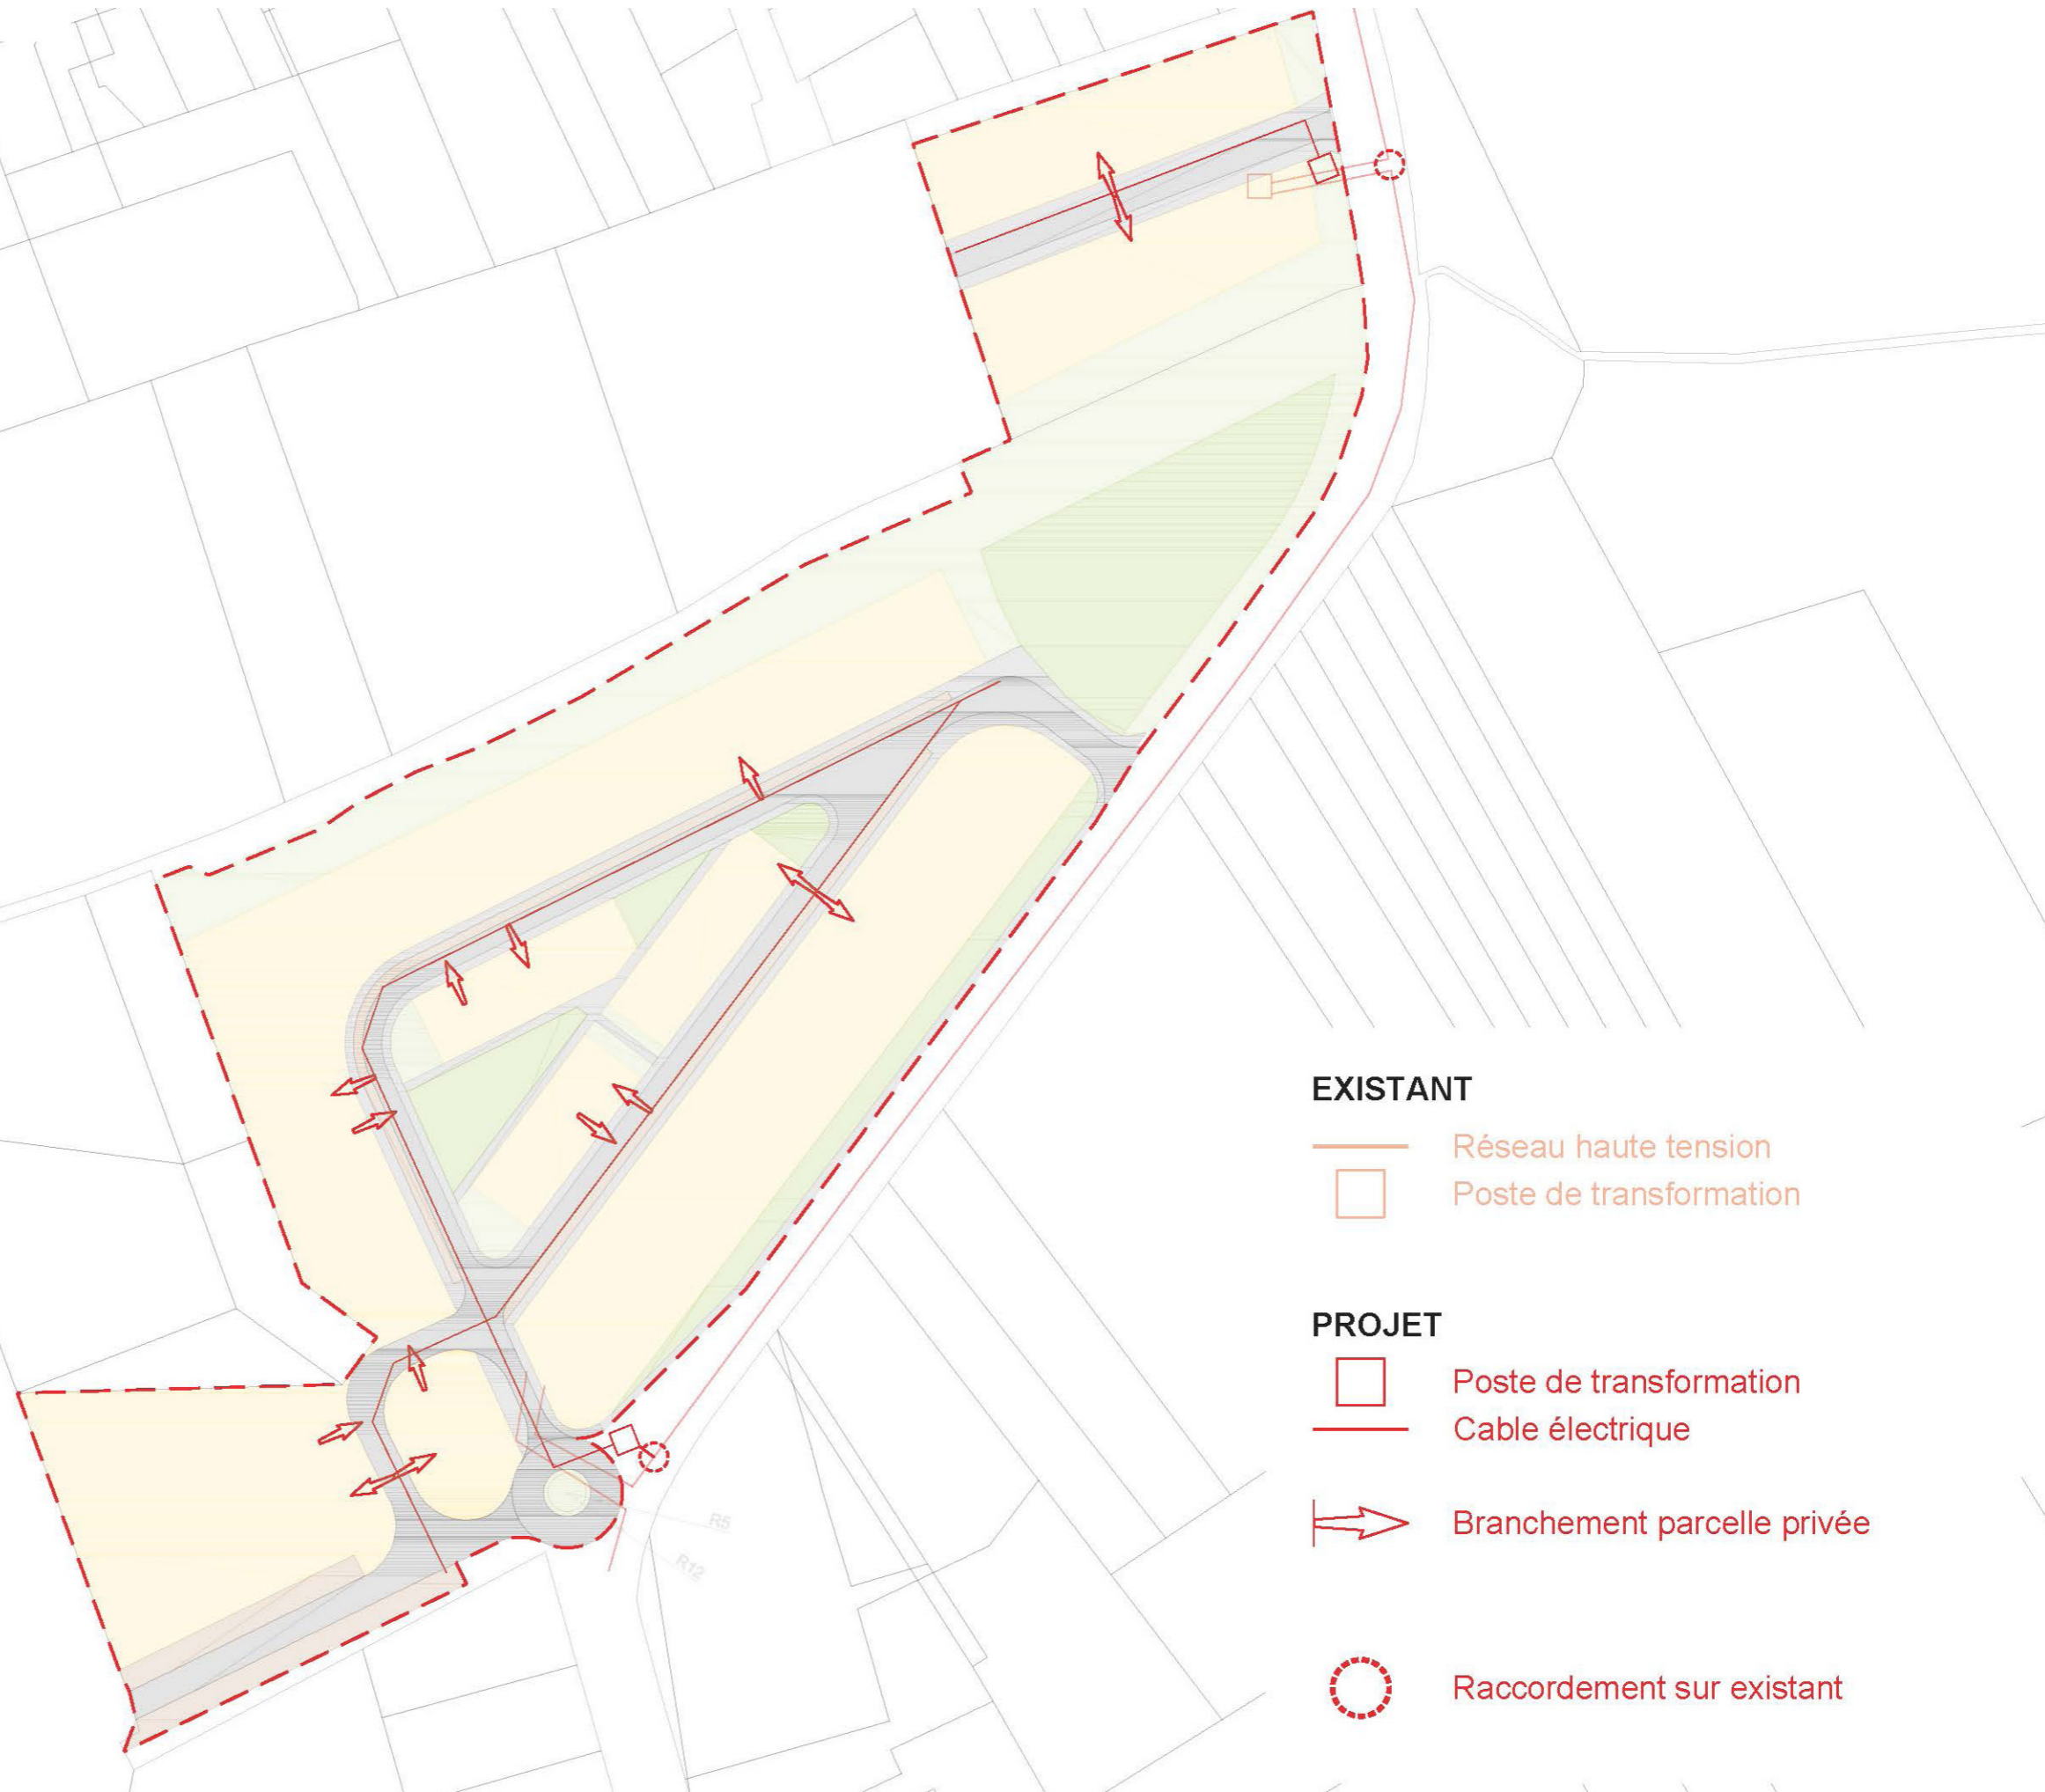 EXISTANT
Réseau haute tension
Poste de transformation
PROJET
Poste de transformation
Cable électrique
Branchement parcelle privée
Raccordement sur existant
R5
R12